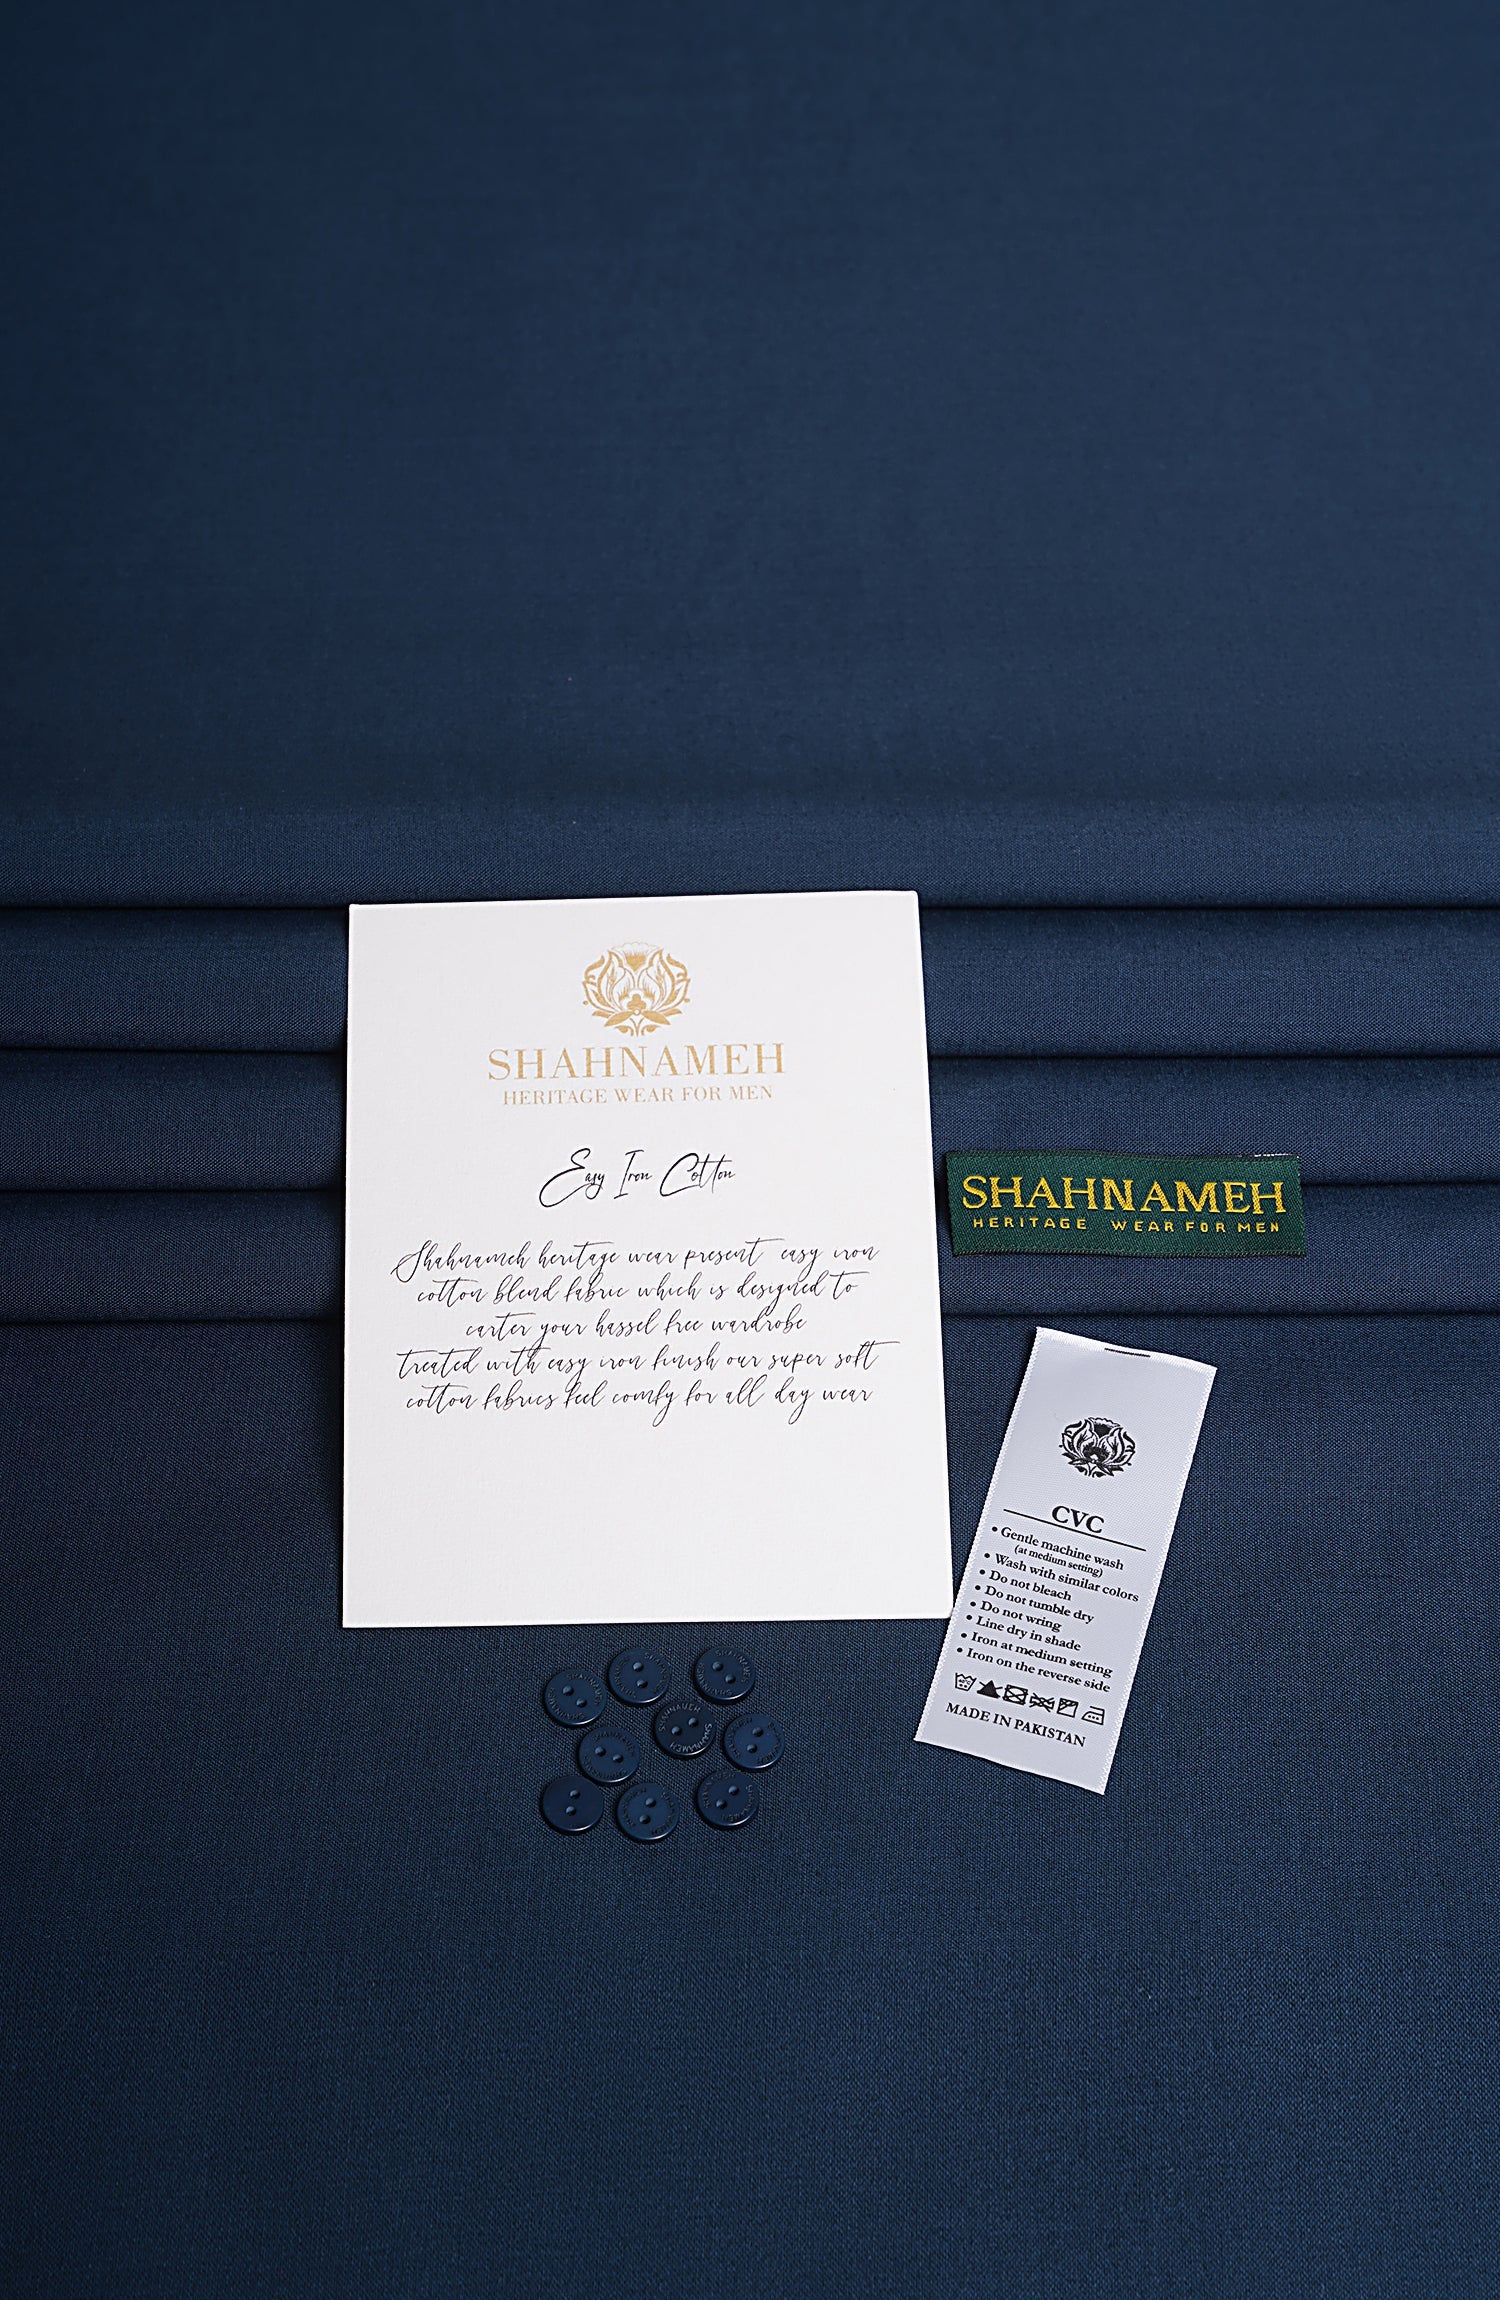 SHAHNAMEH
HERITAGE WEAR FOR MEN
Easy Iron Cotton
Shahnameh heritage wear present easy iron
cotton blend fabric which is designed to
carter your hassel free wardrobe
treated with easy iron finish our super soft
cotton fabrics feel comfy for all day wear
SHAHNAMEH
HERITAGE WEAR FOR MEN
CVC
• Gentle machine wash
(at medium setting)
• Wash with similar colors
• Do not bleach
• Do not tumble dry
• Do not wring
• Line dry in shade
• Iron at medium setting
• Iron on the reverse side
MADE IN PAKISTAN
SHAHNAMEH
SHAHNAMEH